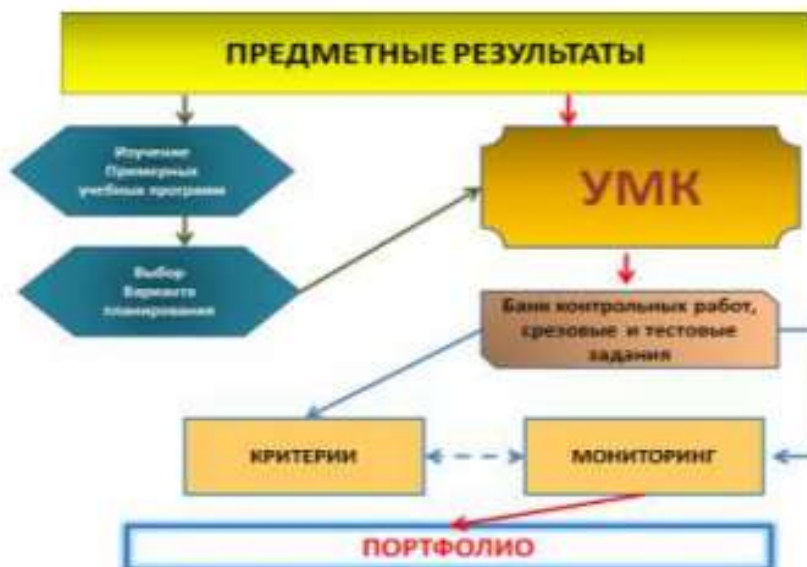 ПРЕДМЕТНЫЕ РЕЗУЛЬТАТЫ
Изучение
Примерных
учебных программ
УМК
Выбор
Варианта
планирования
Банк контрольных работ,
срезовые и тестовые
задания
КРИТЕРИИ
МОНИТОРИНГ
ПОРТФОЛИО